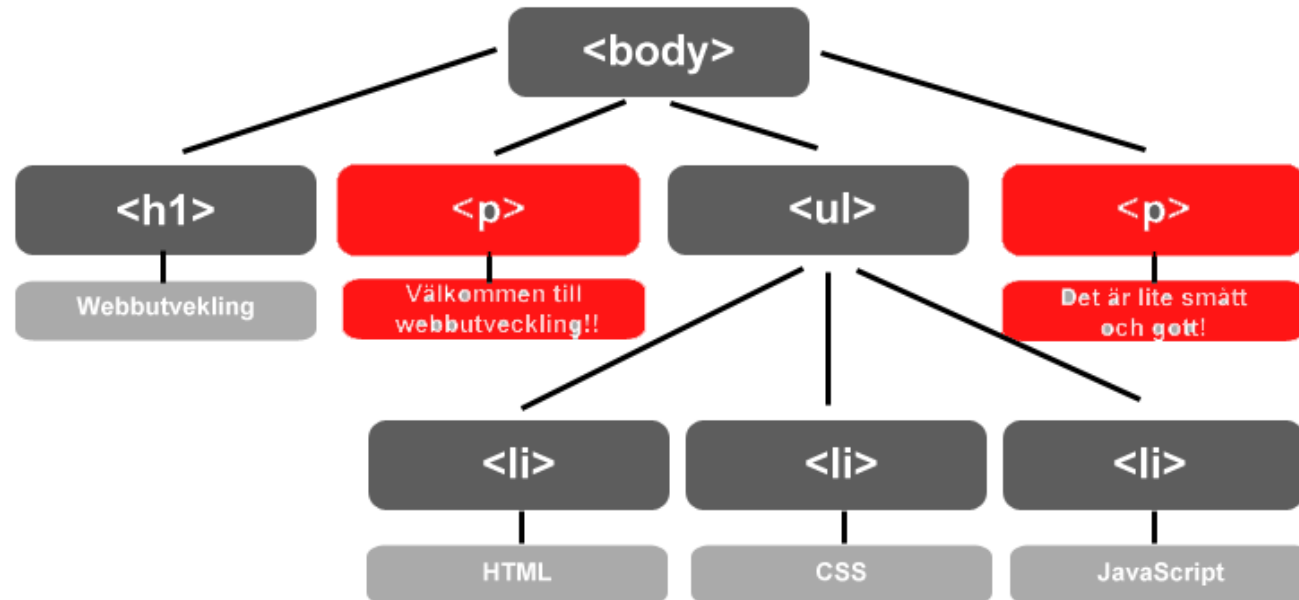 <body>
<h1>
<p>
<ul>
<p>
Webbutvekling
Välkommen till
webbutveckling!!
Det är lite smått
och gott!
<li>
<li>
<li>
HTML
CSS
JavaScript